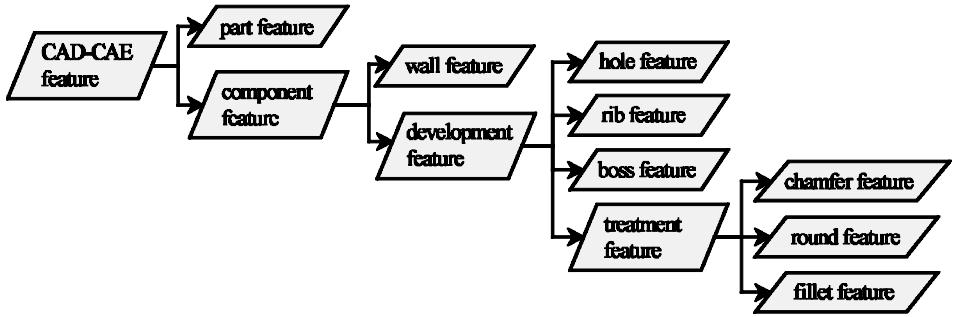 CAD-CAE
feature
part feature
component
feature
wall feature
development
feature
hole feature
rib feature
boss feature
treatment
feature
chamfer feature
round feature
fillet feature